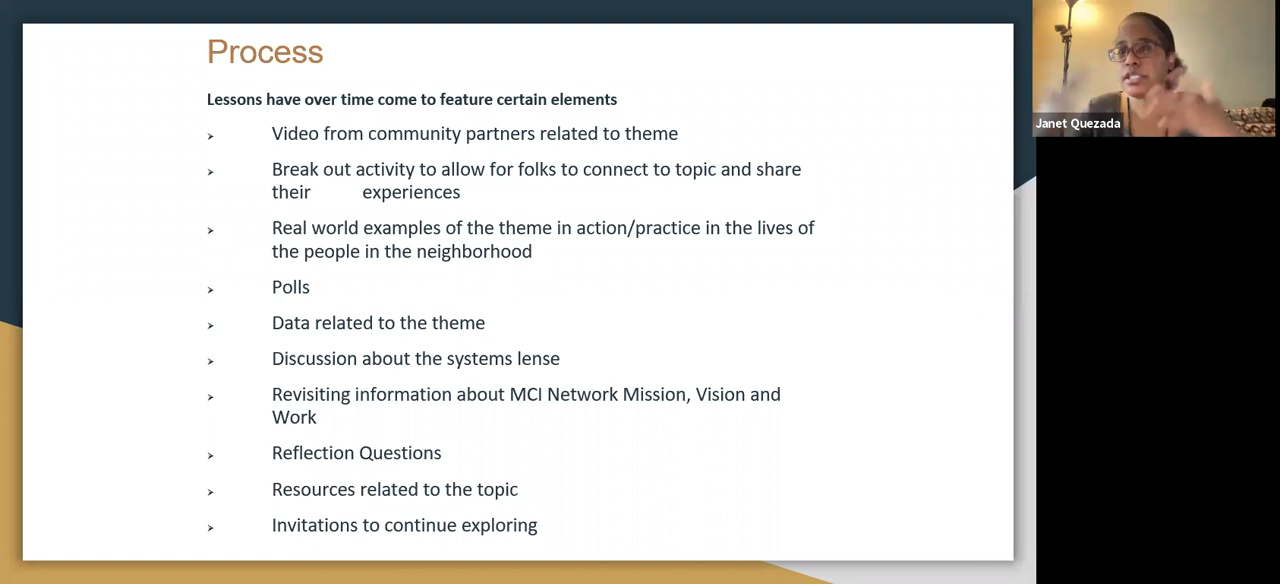 Process
Lessons have over time come to feature certain elements
➢ Video from community partners related to theme
➢ Break out activity to allow for folks to connect to topic and share
their experiences
➢ Real world examples of the theme in action/practice in the lives of
the people in the neighborhood
➢ Polls
➢ Data related to the theme
➢ Discussion about the systems lense
➢ Revisiting information about MCI Network Mission, Vision and
Work
➢ Reflection Questions
➢ Resources related to the topic
➢ Invitations to continue exploring
Janet Quezada